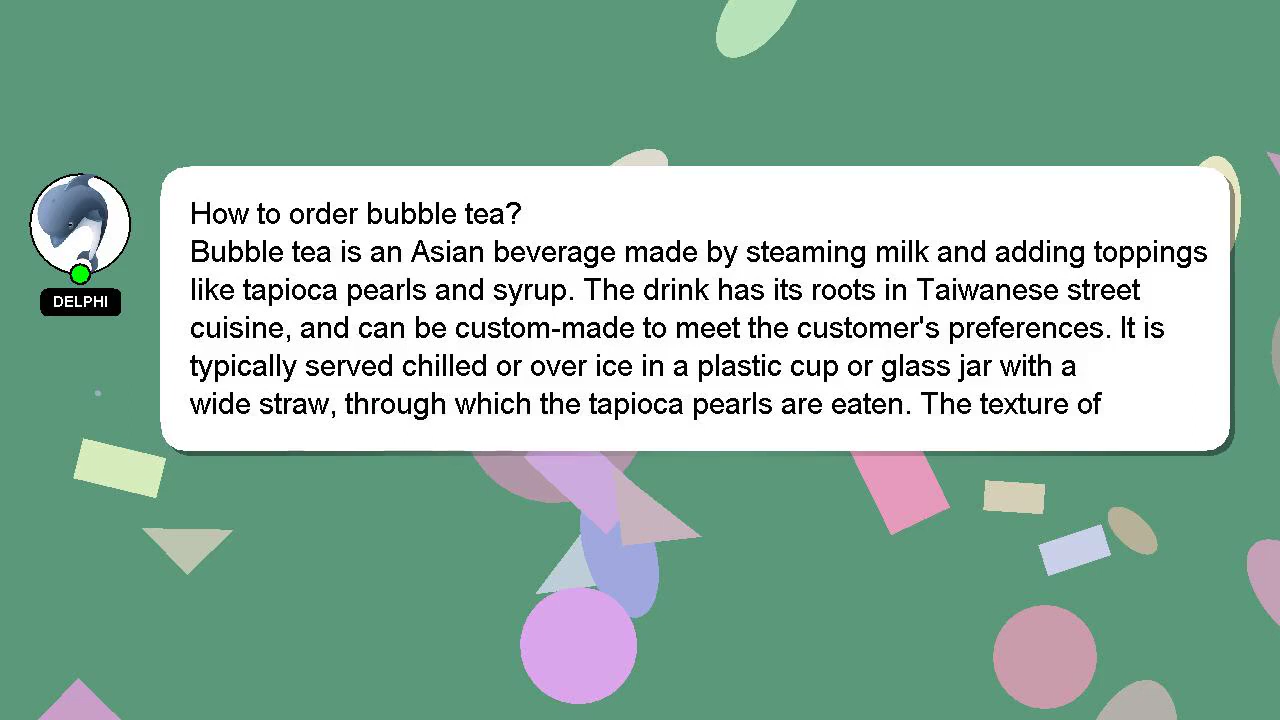 How to order bubble tea?
Bubble tea is an Asian beverage made by steaming milk and adding toppings
like tapioca pearls and syrup. The drink has its roots in Taiwanese street
cuisine, and can be custom-made to meet the customer's preferences. It is
typically served chilled or over ice in a plastic cup or glass jar with a
wide straw, through which the tapioca pearls are eaten. The texture of
DELPHI